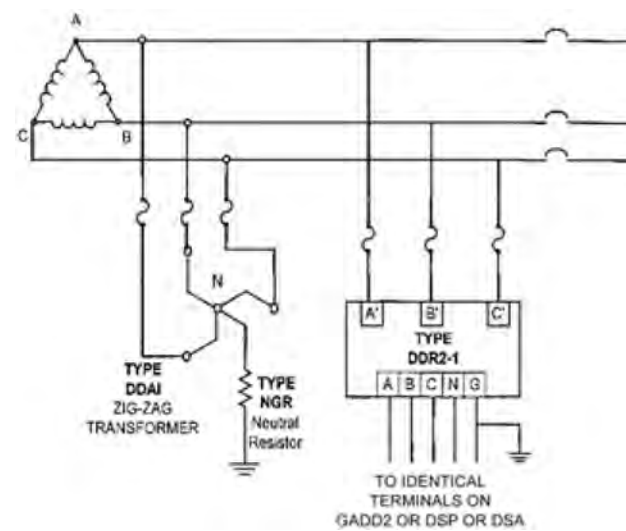 A
C
B
N
TYPE
DDAI
ZIG-ZAG
TRANSFORMER
TYPE
NGR
Neutral
Resistor
A' B' C'
TYPE
DDR2-1
A B C N G
TO IDENTICAL
TERMINALS ON
GADD2 OR DSP OR DSA